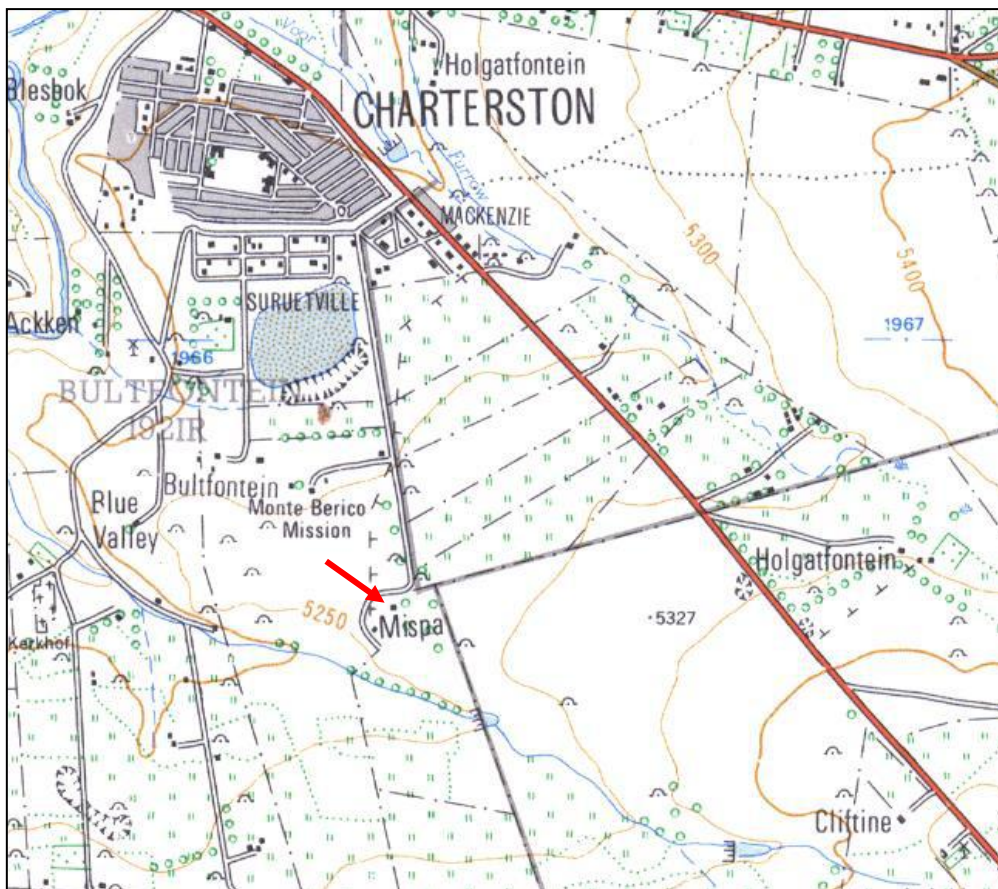 Voor
Holgatfontein
CHARTERSTON
Blesbok
Furrow
MACKENZIE
5300
5400
SURUETVILLE
Ackken
1966
1967
BULTFONTEIN
192IR
Bultfontein
Monte Berico
Mission
Blue
Valley
Holgatfontein
5250
5327
Mispa
Kerkhof
Cliftine